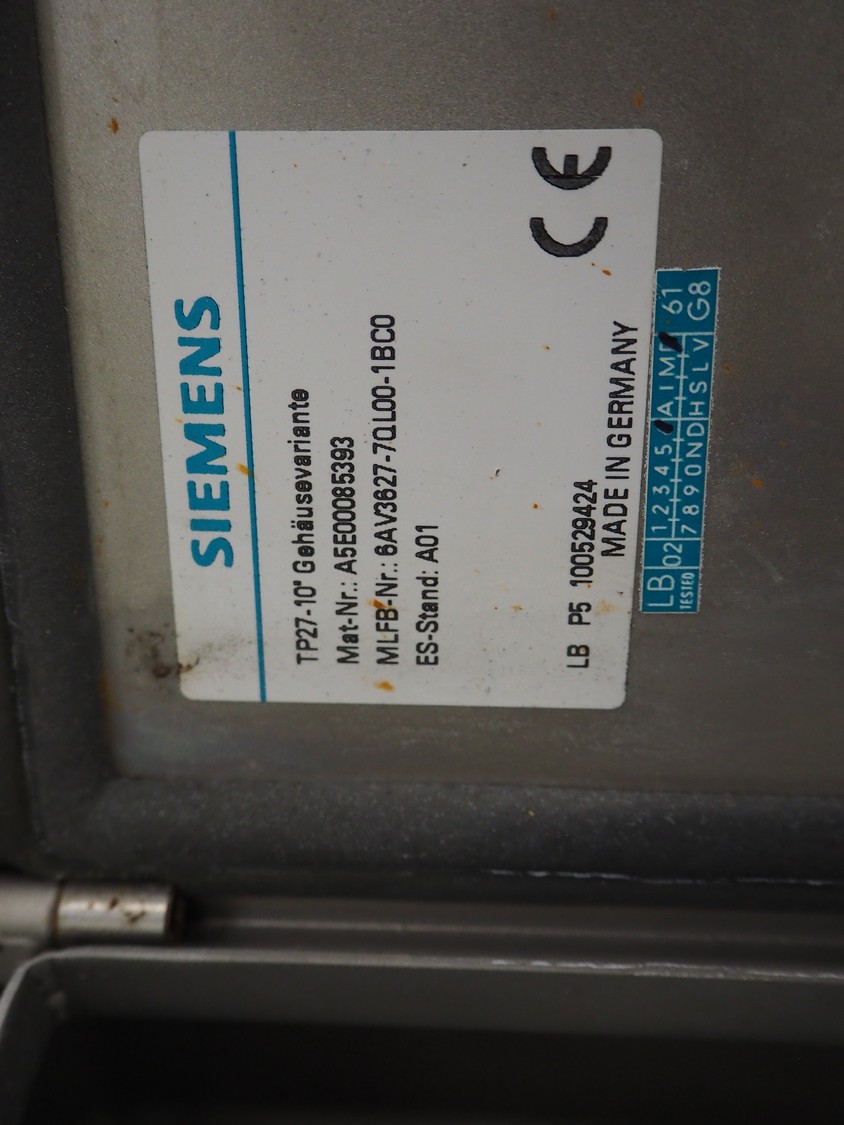 SIEMENS
TP27-10" Gehäusevariante
Mat-Nr.: A5E00085393
MLFB-Nr.: 6AV3627-7QL00-1BC0
ES-Stand: A01
CE
LB P5 100529424
MADE IN GERMANY
LB 02 1 2 3 4 5 A I M 61
TESTED 7 8 9 0 N D H S L V G8